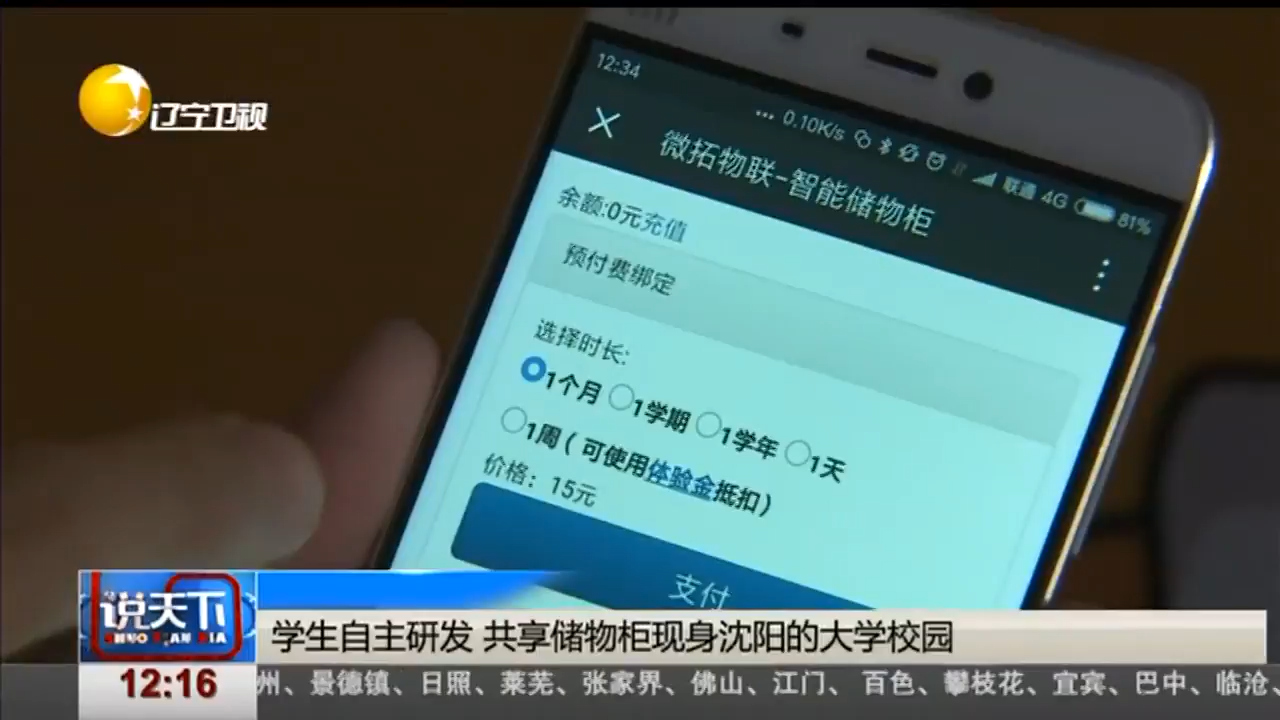 辽宁卫视
12:34
... 0.10K/s 联通 4G 81%
微拓物联-智能储物柜
余额:0元充值
预付费绑定
选择时长:
1个月 1学期 1学年 1天
1周(可使用体验金抵扣)
价格:15元
支付
说天下
SHUO TIAN XIA
学生自主研发 共享储物柜现身沈阳的大学校园
12:16
州、景德镇、日照、莱芜、张家界、佛山、江门、百色、攀枝花、宜宾、巴中、临沧、